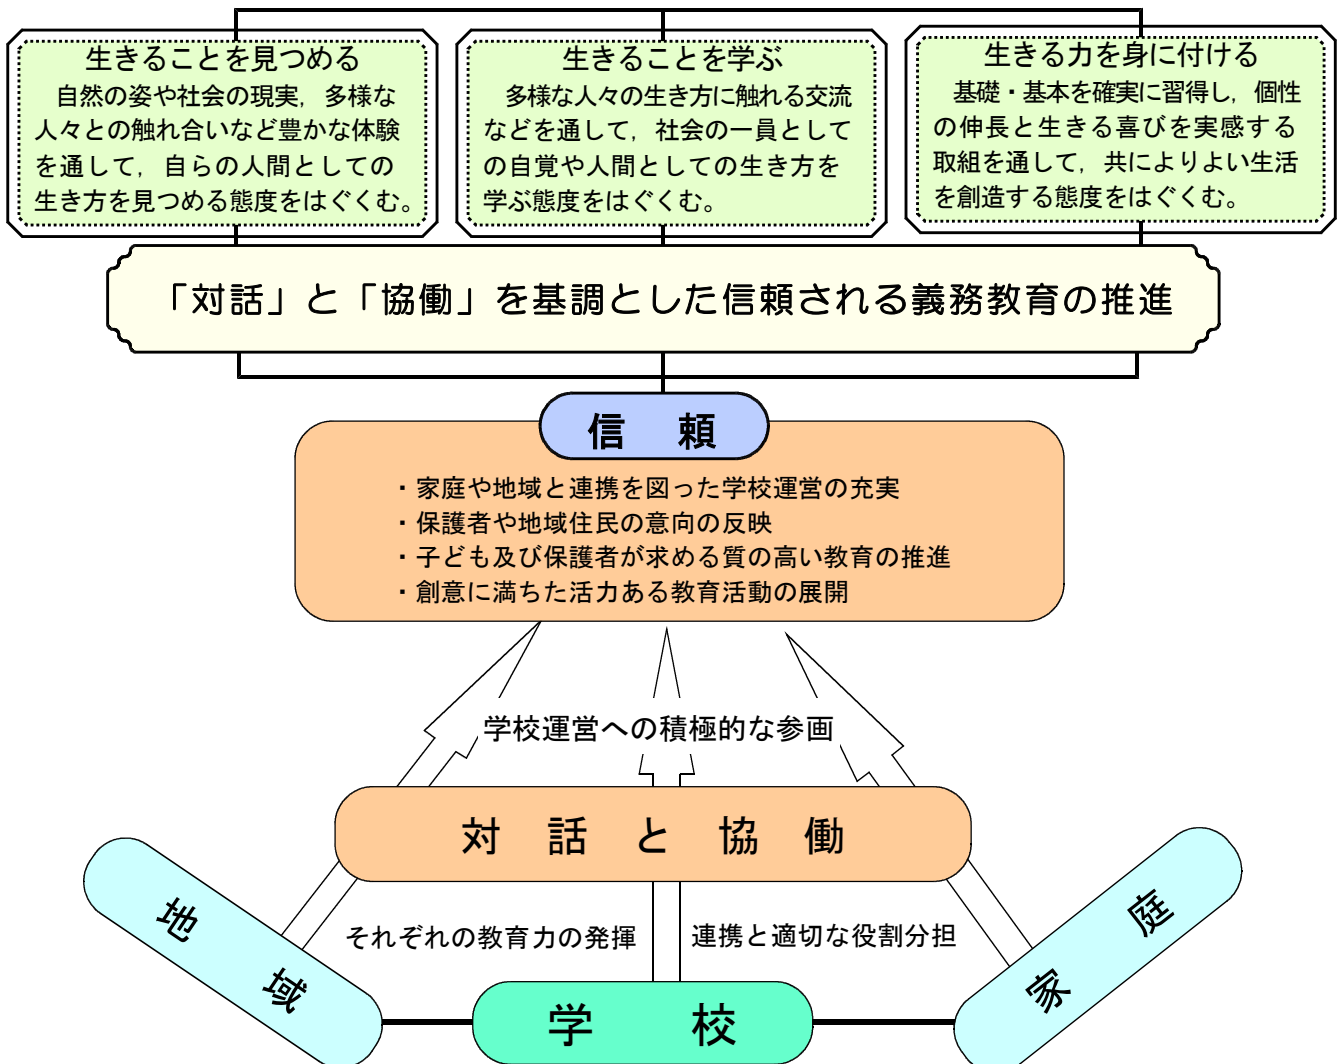 生きることを見つめる
自然の姿や社会の現実，多様な
人々との触れ合いなど豊かな体験
を通して，自らの人間としての
生き方を見つめる態度をはぐくむ。
生きることを学ぶ
多様な人々の生き方に触れる交流
などを通して，社会の一員として
の自覚や人間としての生き方を
学ぶ態度をはぐくむ。
生きる力を身に付ける
基礎・基本を確実に習得し，個性
の伸長と生きる喜びを実感する
取組を通して，共によりよい生活
を創造する態度をはぐくむ。
「対話」と「協働」を基調とした信頼される義務教育の推進
信　頼
・家庭や地域と連携を図った学校運営の充実
・保護者や地域住民の意向の反映
・子ども及び保護者が求める質の高い教育の推進
・創意に満ちた活力ある教育活動の展開
学校運営への積極的な参画
対　話　と　協　働
地　域
それぞれの教育力の発揮
連携と適切な役割分担
家　庭
学　校